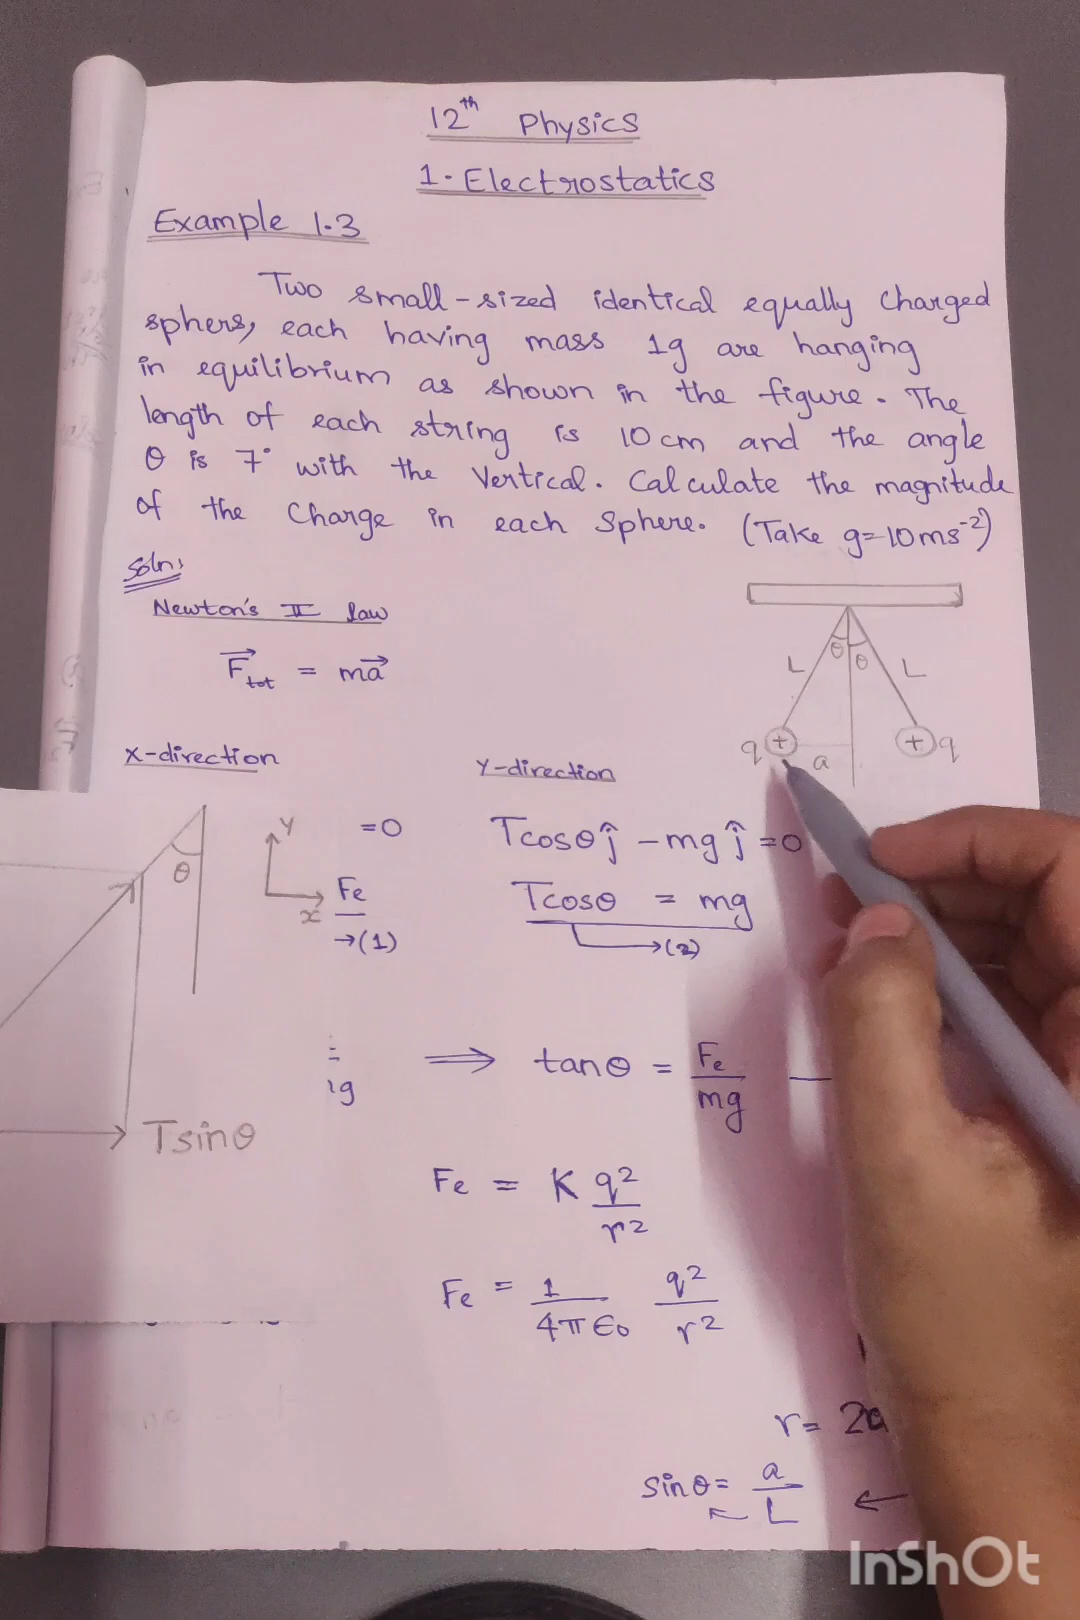 12th Physics
1. Electrostatics
Example 1.3
Two small-sized identical equally charged
sphers, each having mass 1g are hanging
in equilibrium as shown in the figure. The
length of each string is 10cm and the angle
θ is 7° with the Vertical. Calculate the magnitude
of the charge in each sphere. (Take g=10ms⁻²)
Soln:
Newton's II law
F⃗tot = ma⃗
θ θ
L L
q + + q
a
x-direction
Y-direction
θ
Y
x
=0
Fe
→(1)
Tcosθ ĵ - mg ĵ = 0
Tcosθ = mg
→(2)
⟹ tanθ = Fe/mg —
Tsinθ
Fe = K q²/r²
Fe = 1/4πε₀ q²/r²
r = 2a
sinθ = a/L ←
InShOt